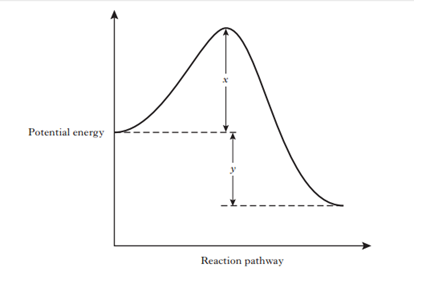 x
Potential energy
y
Reaction pathway